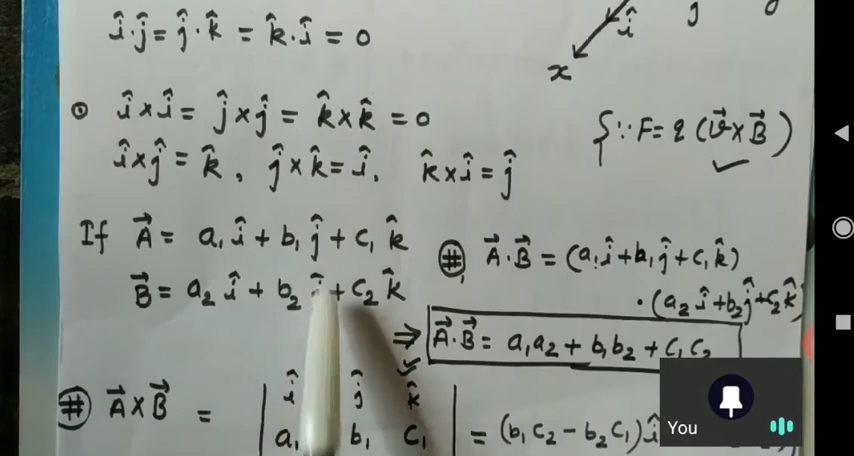 î·ĵ = ĵ·k̂ = k̂·î = 0
î
x
⊙ î×î = ĵ×ĵ = k̂×k̂ = 0
{∵ F = q (v⃗×B⃗)
î×ĵ = k̂, ĵ×k̂ = î, k̂×î = ĵ
If A⃗ = a₁î + b₁ĵ + c₁k̂
B⃗ = a₂î + b₂ + c₂k̂
# A⃗·B⃗ = (a₁î + b₁ĵ + c₁k̂)
·(a₂î + b₂ĵ + c₂k̂)
⇒ A⃗·B⃗ = a₁a₂ + b₁b₂ + c₁c₂
# A⃗×B⃗ = | î ĵ k̂
a₁ b₁ c₁ | = (b₁c₂ − b₂c₁)î
You